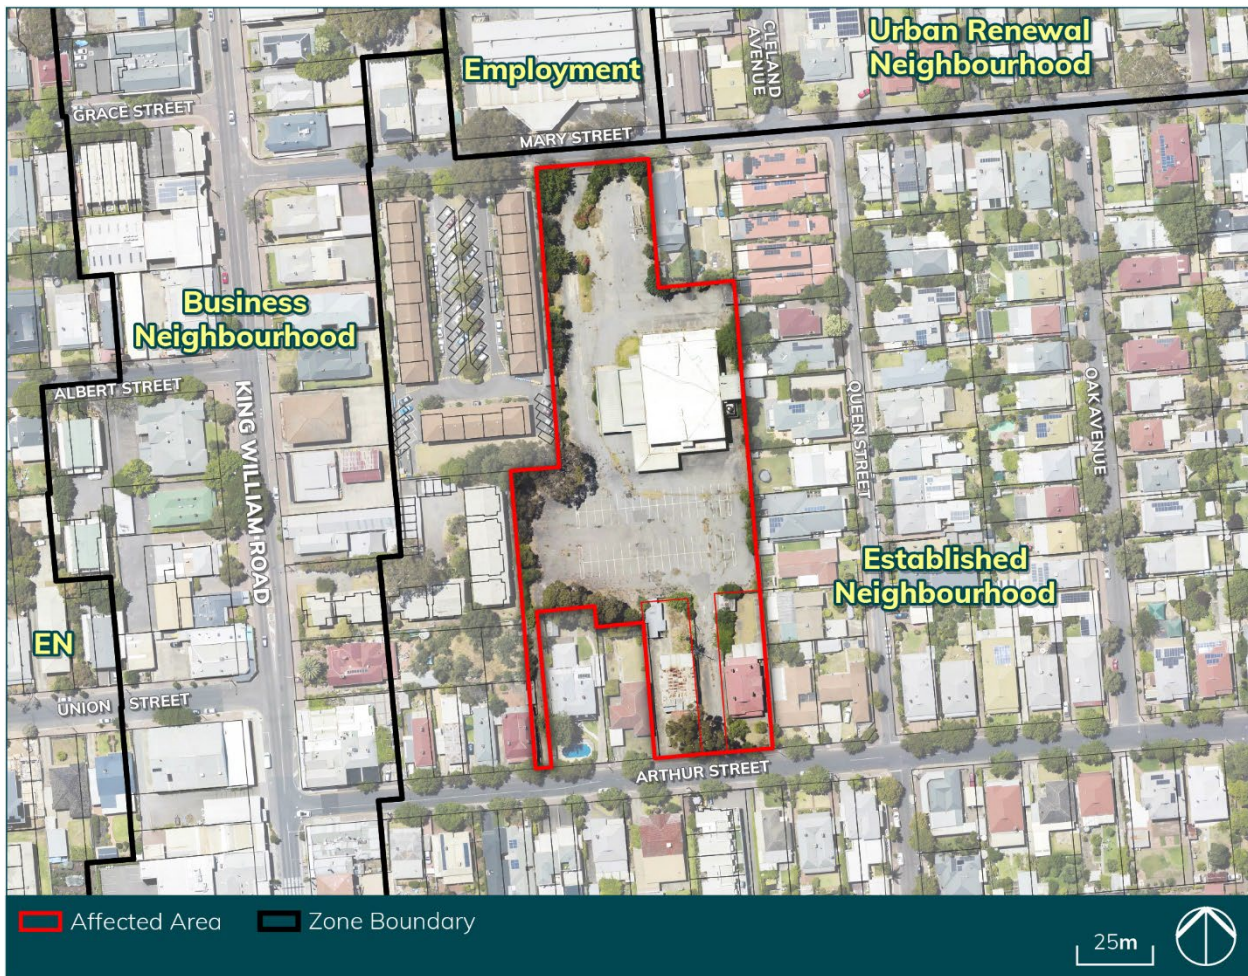 Urban Renewal
Neighbourhood
CLELAND
AVENUE
Employment
GRACE STREET
MARY STREET
Business
Neighbourhood
ALBERT STREET
KING WILLIAM ROAD
QUEEN STREET
OAK AVENUE
Established
Neighbourhood
EN
UNION STREET
ARTHUR STREET
Affected Area
Zone Boundary
25m